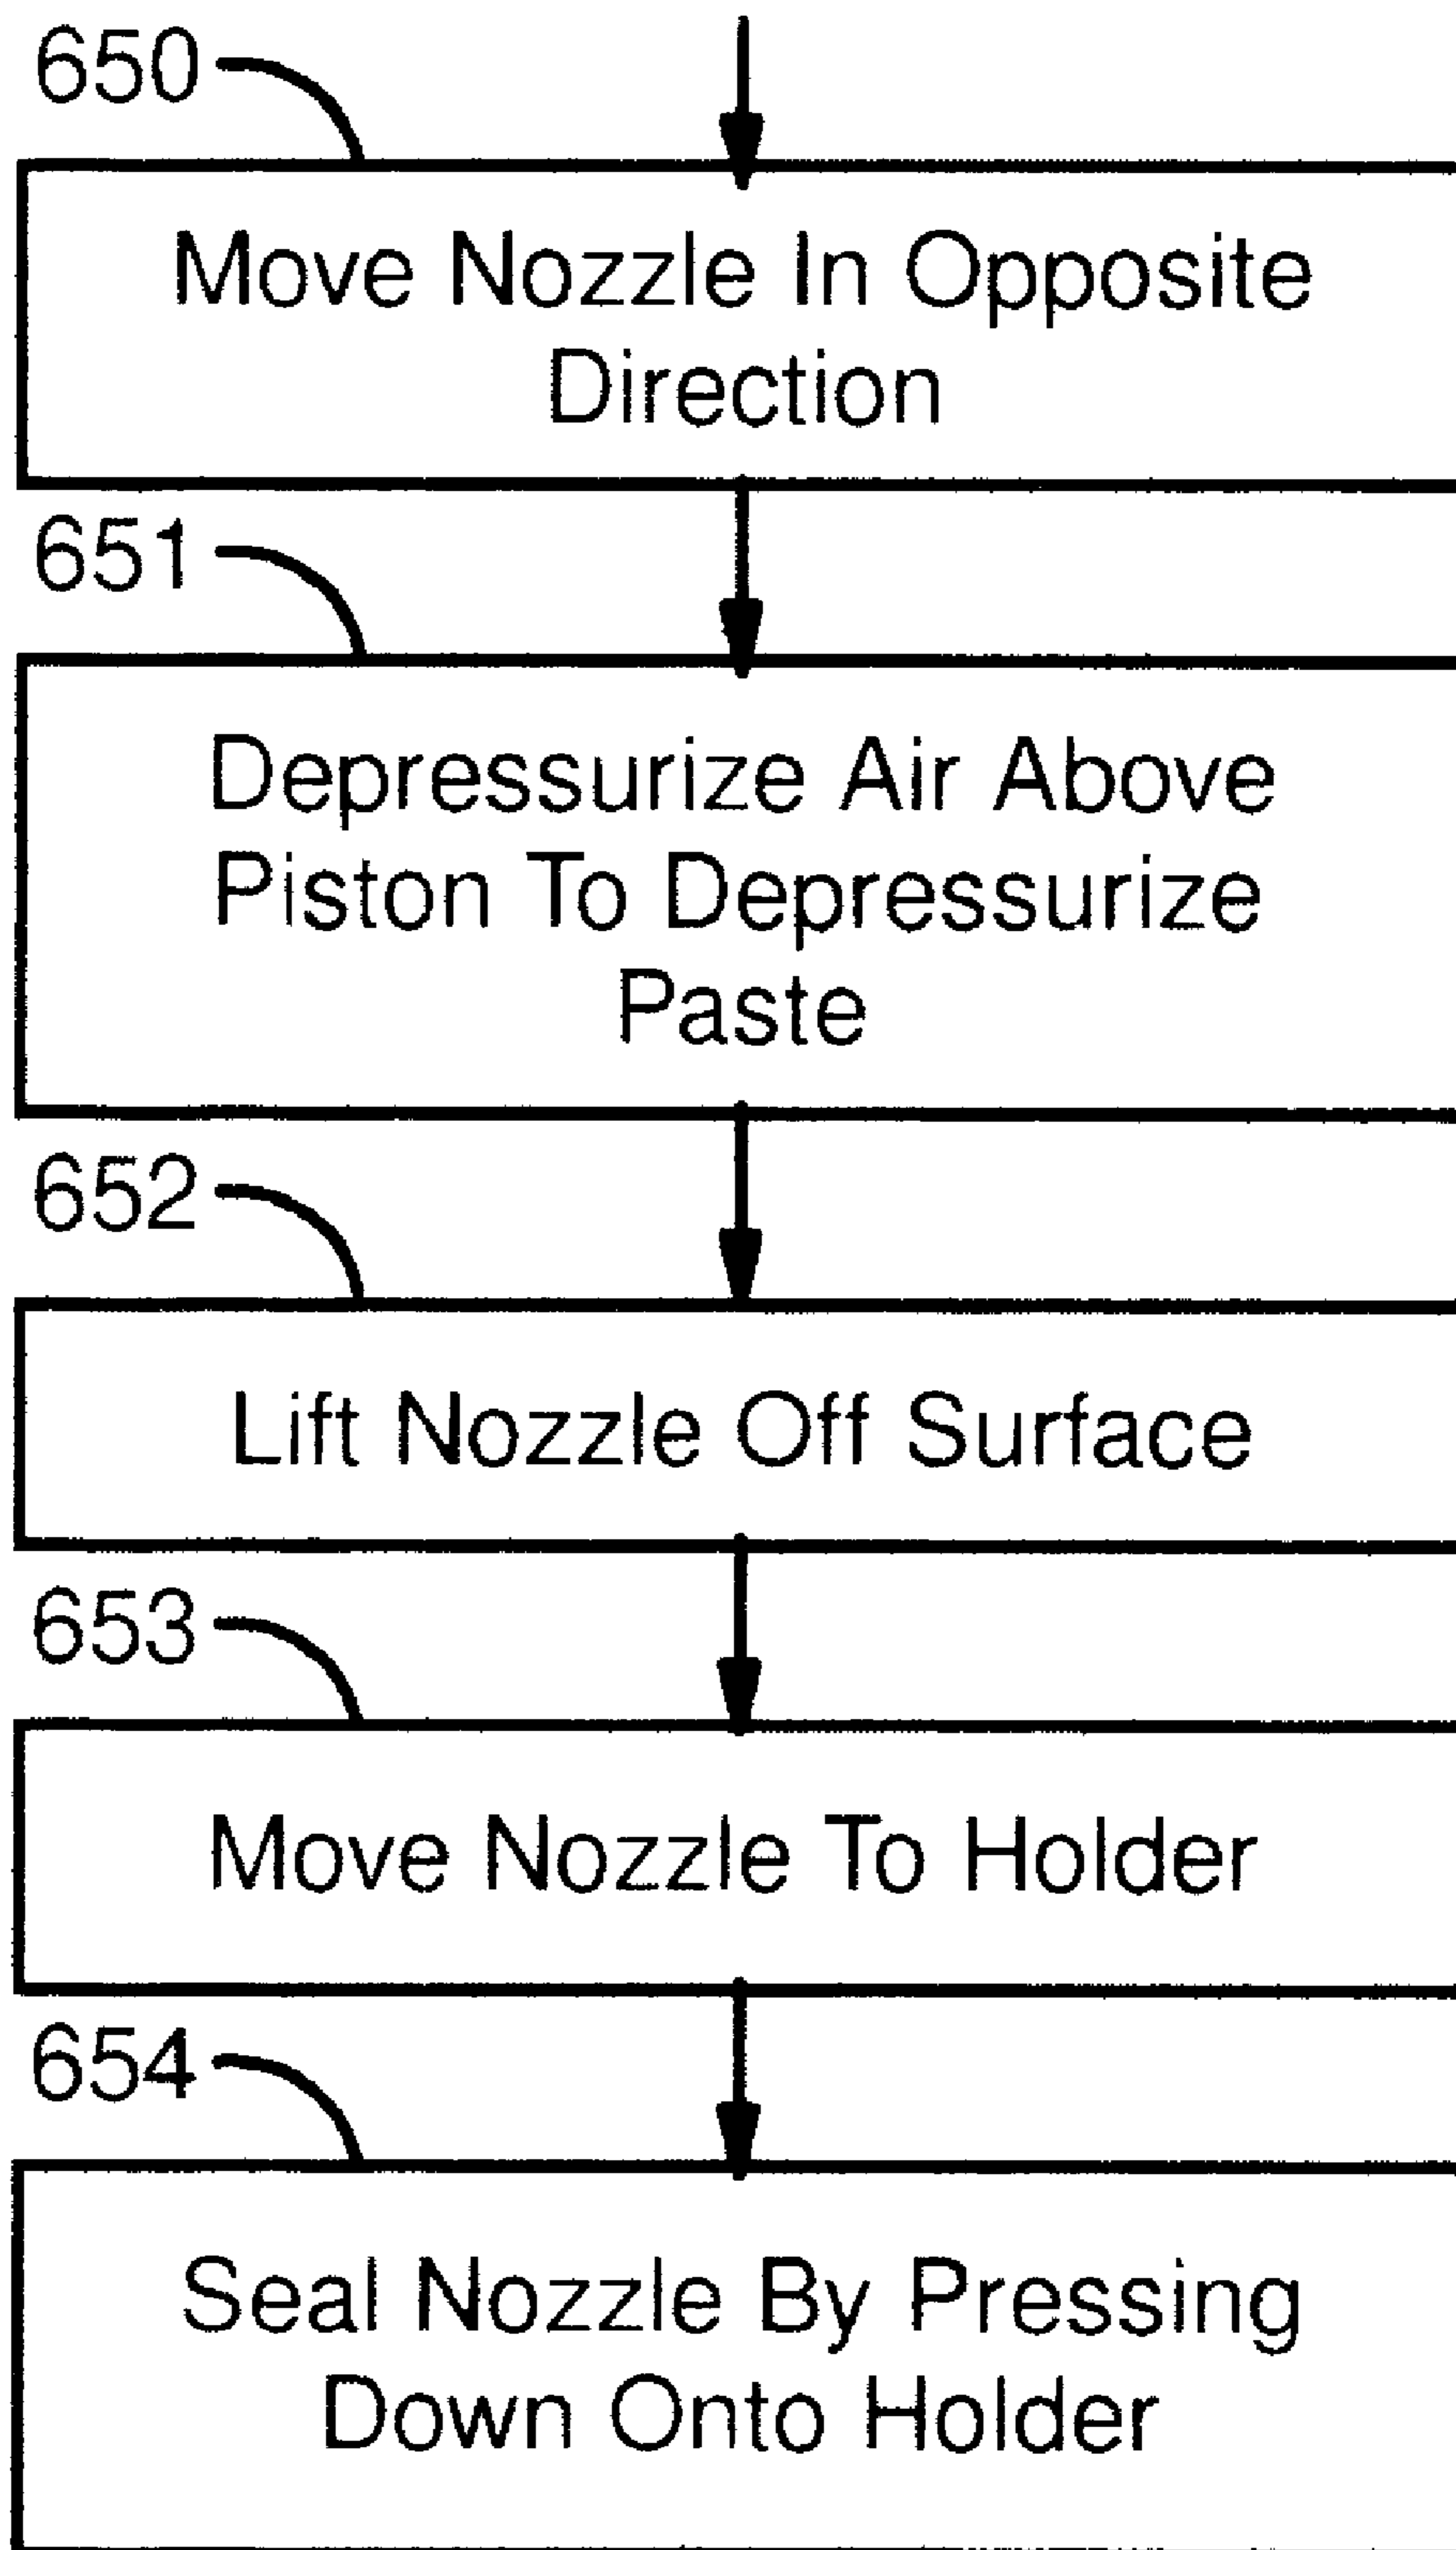 650
Move Nozzle In Opposite
Direction
651
Depressurize Air Above
Piston To Depressurize
Paste
652
Lift Nozzle Off Surface
653
Move Nozzle To Holder
654
Seal Nozzle By Pressing
Down Onto Holder